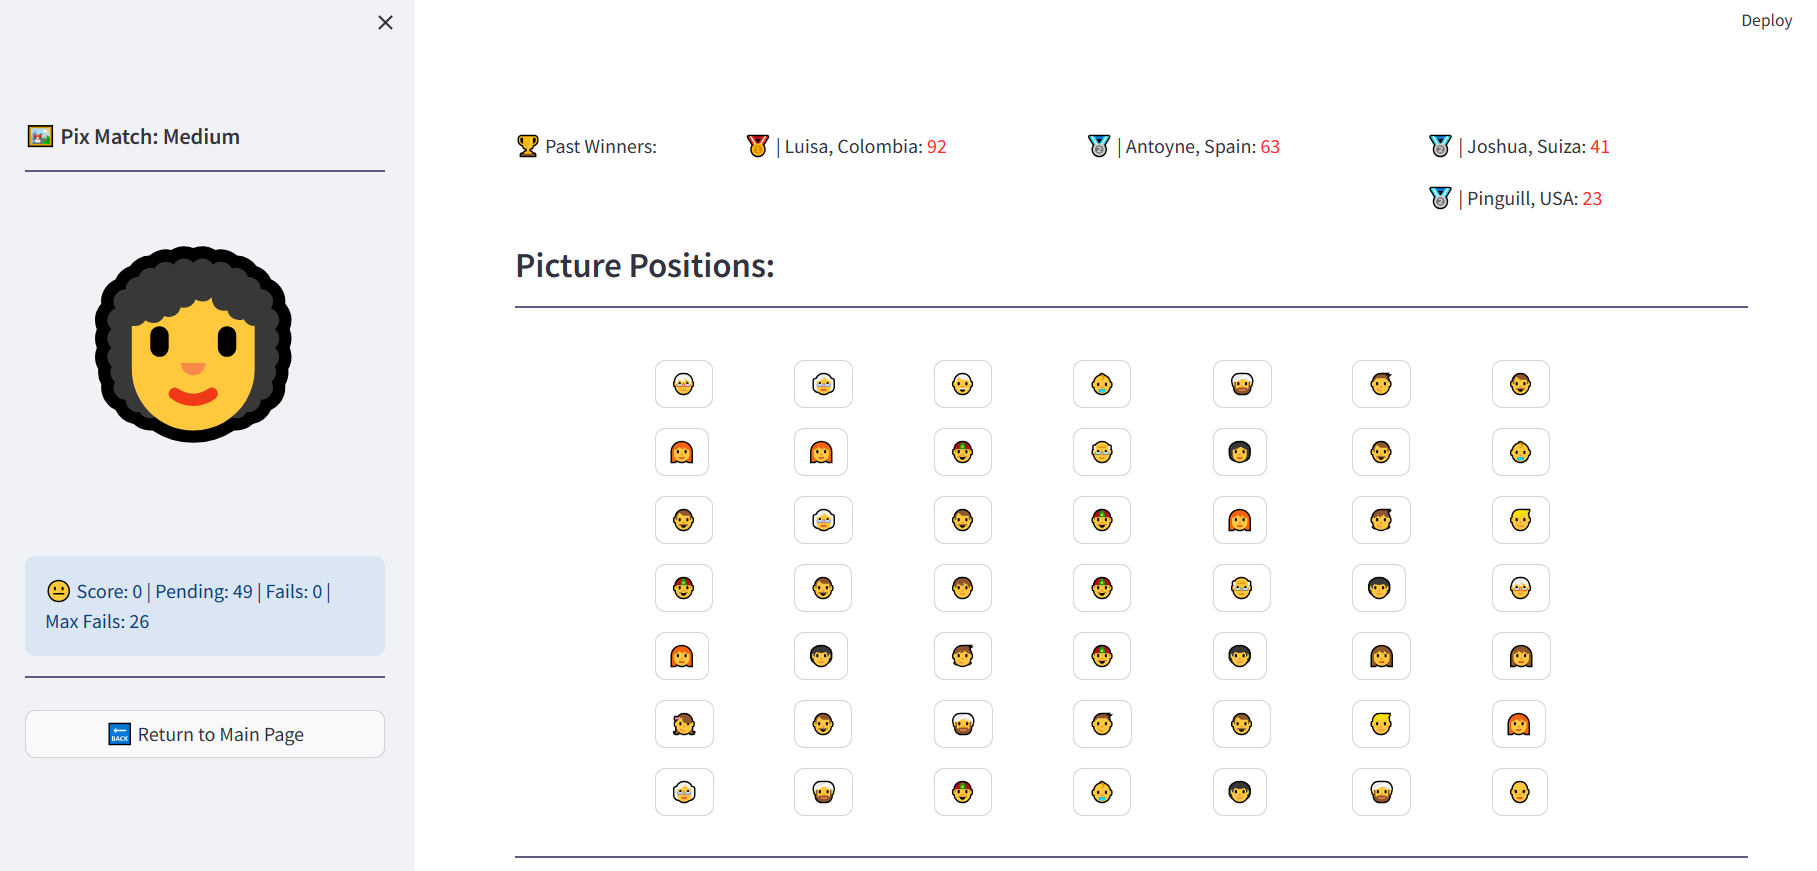 Deploy
Pix Match: Medium
Past Winners:
| Luisa, Colombia: 92
| Antoyne, Spain: 63
| Joshua, Suiza: 41
| Pinguill, USA: 23
Picture Positions:
Score: 0 | Pending: 49 | Fails: 0 |
Max Fails: 26
BACK Return to Main Page